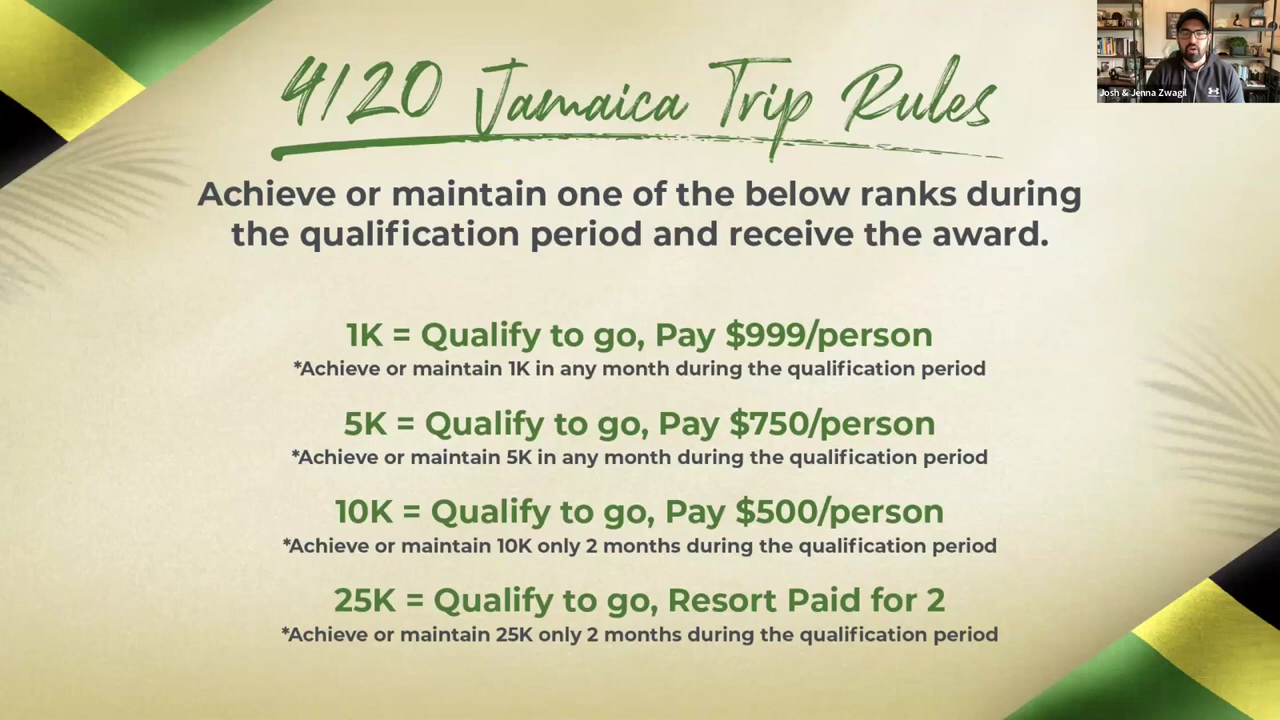 4/20 Jamaica Trip Rules
Josh & Jenna Zwagil
Achieve or maintain one of the below ranks during
the qualification period and receive the award.
1K = Qualify to go, Pay $999/person
*Achieve or maintain 1K in any month during the qualification period
5K = Qualify to go, Pay $750/person
*Achieve or maintain 5K in any month during the qualification period
10K = Qualify to go, Pay $500/person
*Achieve or maintain 10K only 2 months during the qualification period
25K = Qualify to go, Resort Paid for 2
*Achieve or maintain 25K only 2 months during the qualification period